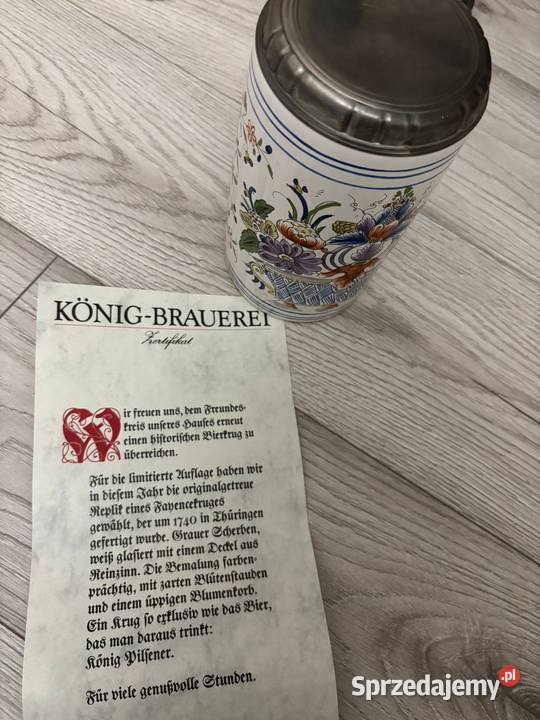 KÖNIG-BRAUEREI
Zertifikat
Wir freuen uns, dem Freundes-
kreis unseres Hauses erneut
einen historischen Bierkrug zu
überreichen.
Für die limitierte Auflage haben wir
in diesem Jahr die originalgetreue
Replik eines Fayencekruges
gewählt, der um 1740 in Thüringen
gefertigt wurde. Grauer Scherben,
weiß glasiert mit einem Deckel aus
Reinzinn. Die Bemalung farben-
prächtig, mit zarten Blütenstauden
und einem üppigen Blumenkorb.
Ein Krug so exklusiv wie das Bier,
das man daraus trinkt:
König Pilsener.
Für viele genußvolle Stunden.
Sprzedajemy.pl